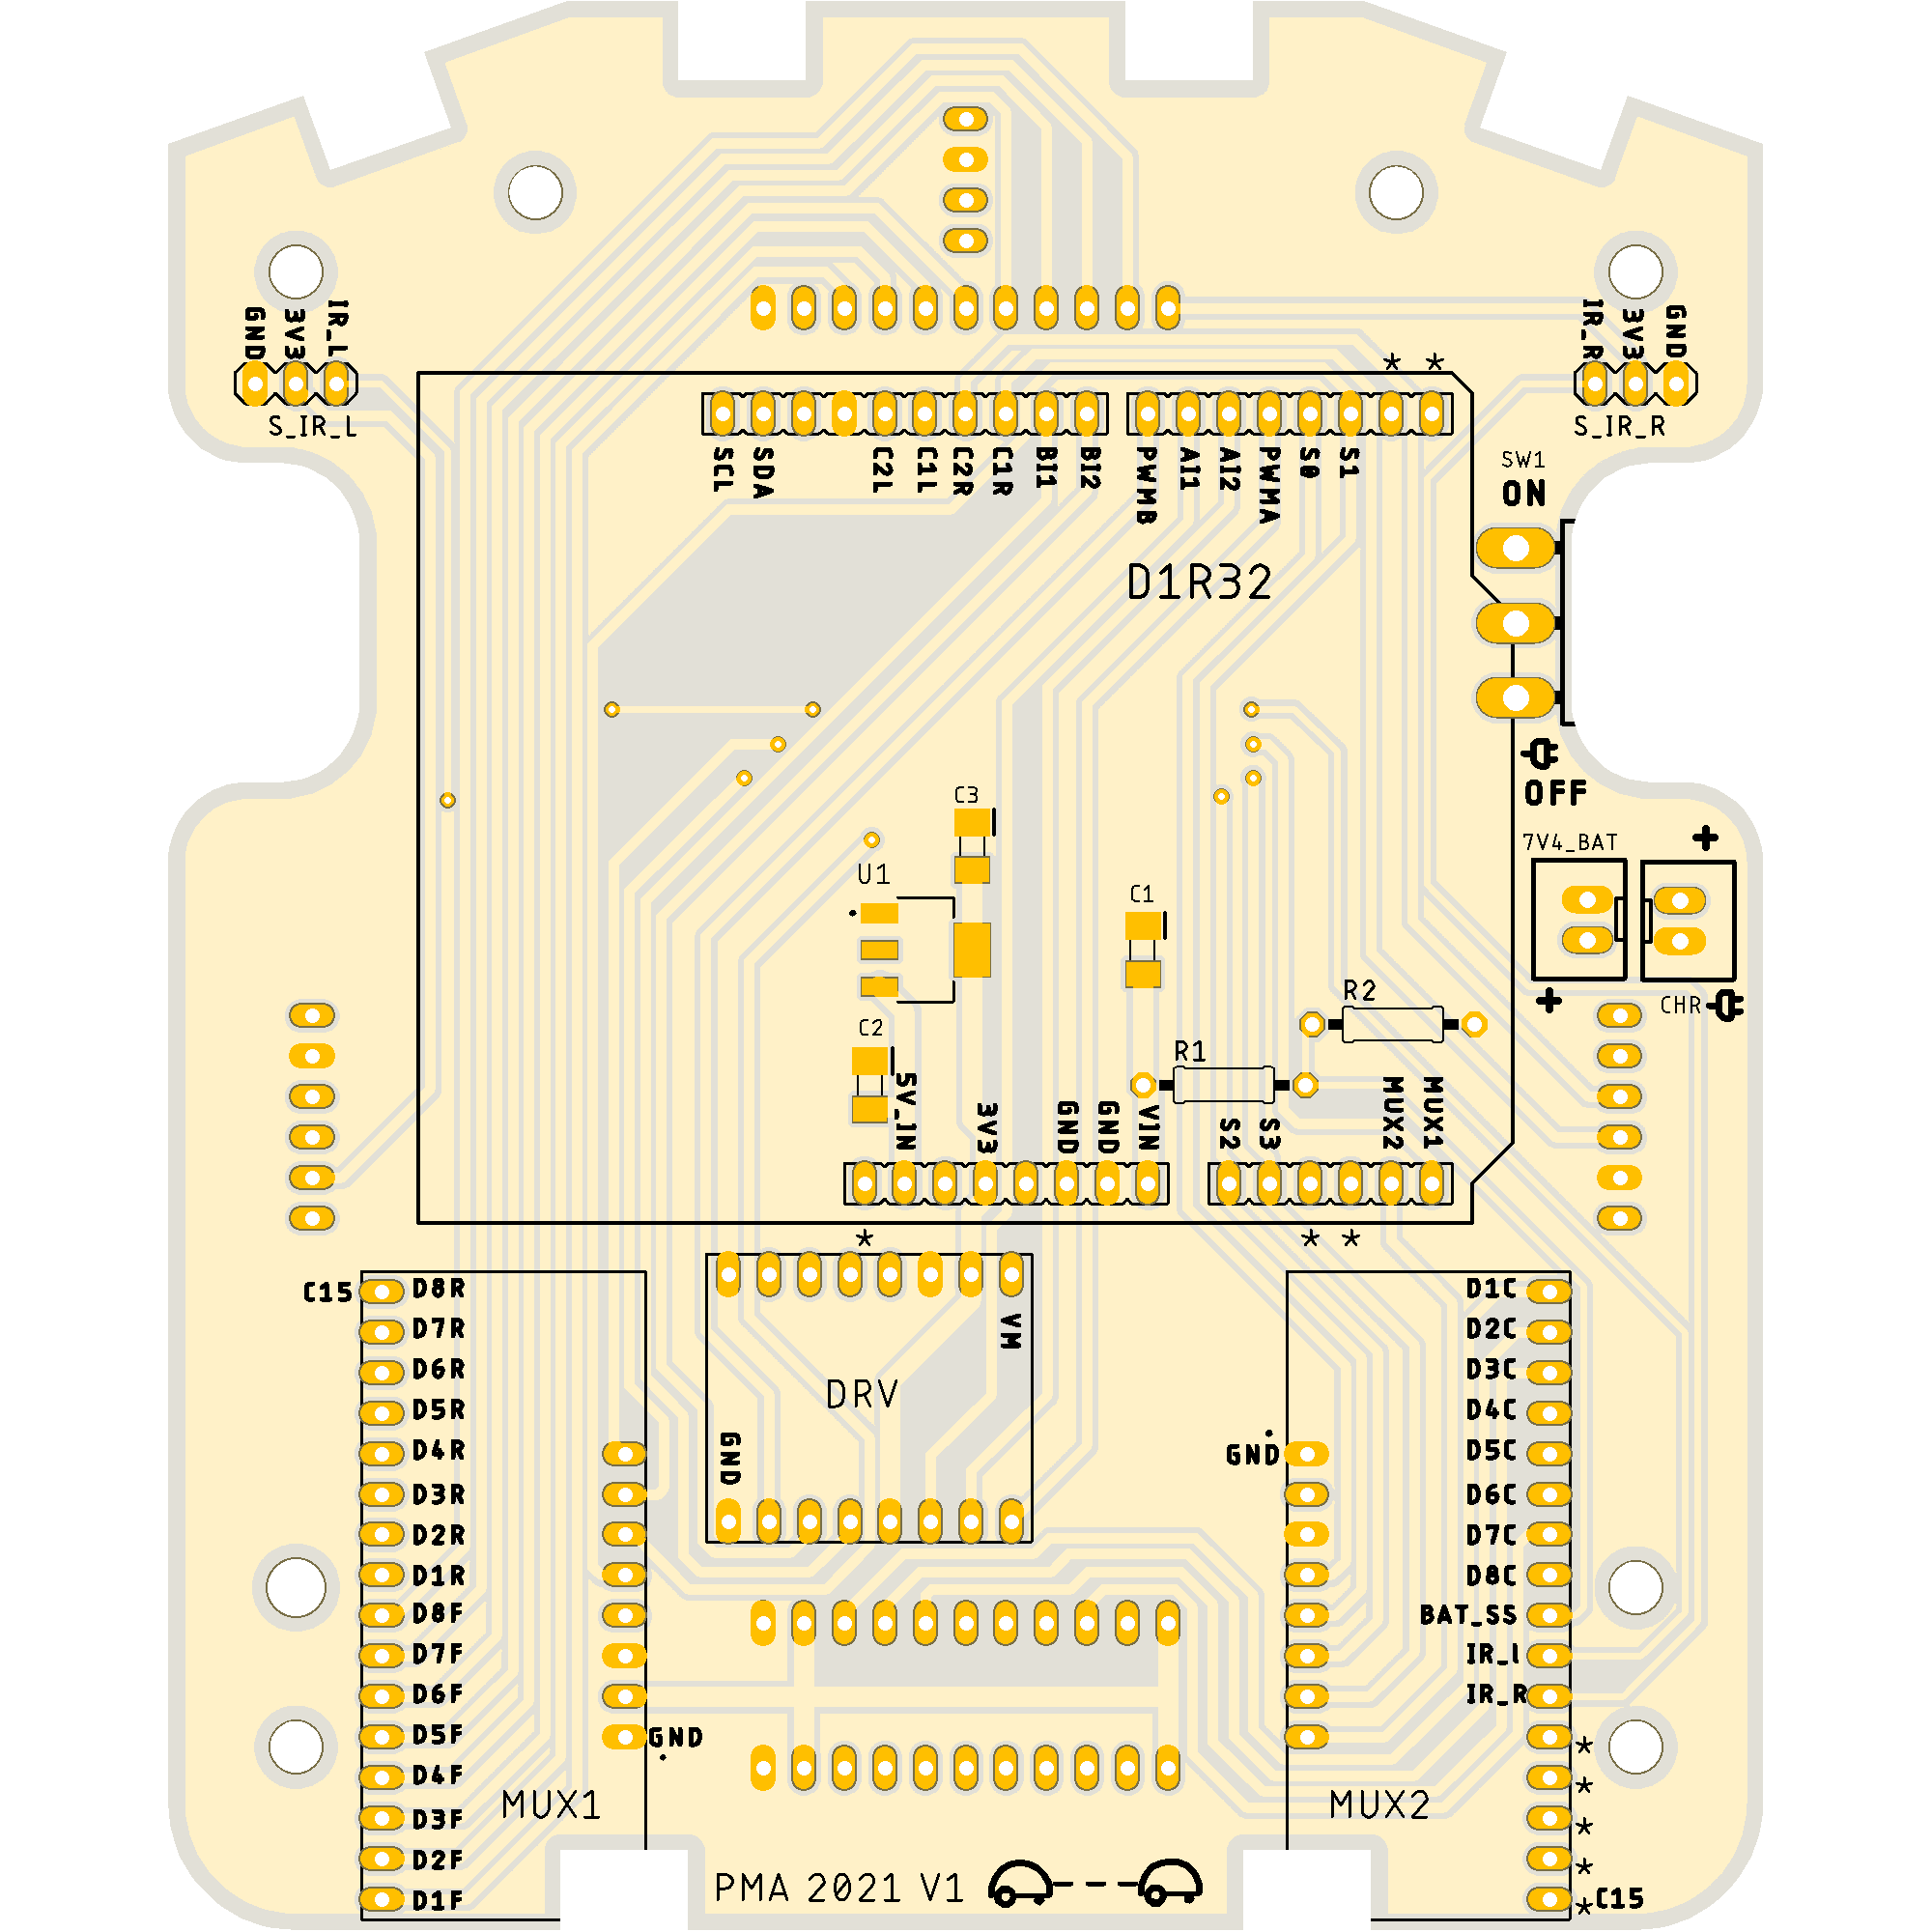 GND 3V3 IR_L
S_IR_L
IR_R 3V3 GND
S_IR_R
* *
SCL SDA C2L C1L C2R C1R BI1 BI2
PWMB AI1 AI2 PWMA S0 S1
SW1
ON
D1R32
OFF
C3
7V4_BAT
+
U1
C1
R2
+
CHR
C2
R1
5V_IN 3V3 GND GND VIN
S2 S3 MUX2 MUX1
* * *
C15 D8R
D7R
D6R
D5R
D4R
D3R
D2R
D1R
D8F
D7F
D6F
D5F
D4F
D3F
D2F
D1F
GND
MUX1
VM
DRV
GND
GND
D1C
D2C
D3C
D4C
D5C
D6C
D7C
D8C
BAT_SS
IR_l
IR_R
*
*
*
*
* C15
MUX2
PMA 2021 V1